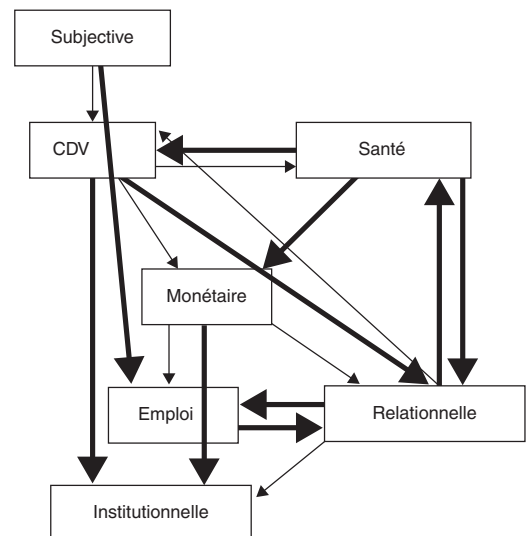 Subjective
CDV
Santé
Monétaire
Emploi
Relationnelle
Institutionnelle